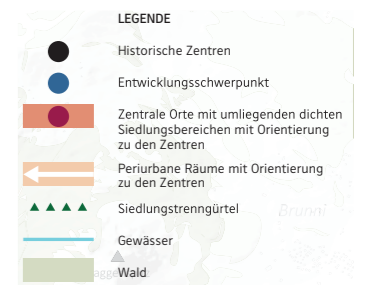 LEGENDE
Historische Zentren
Entwicklungsschwerpunkt
Zentrale Orte mit umliegenden dichten
Siedlungsbereichen mit Orientierung
zu den Zentren
Periurbane Räume mit Orientierung
zu den Zentren
Siedlungstrenngürtel
Brunni
Gewässer
Wald